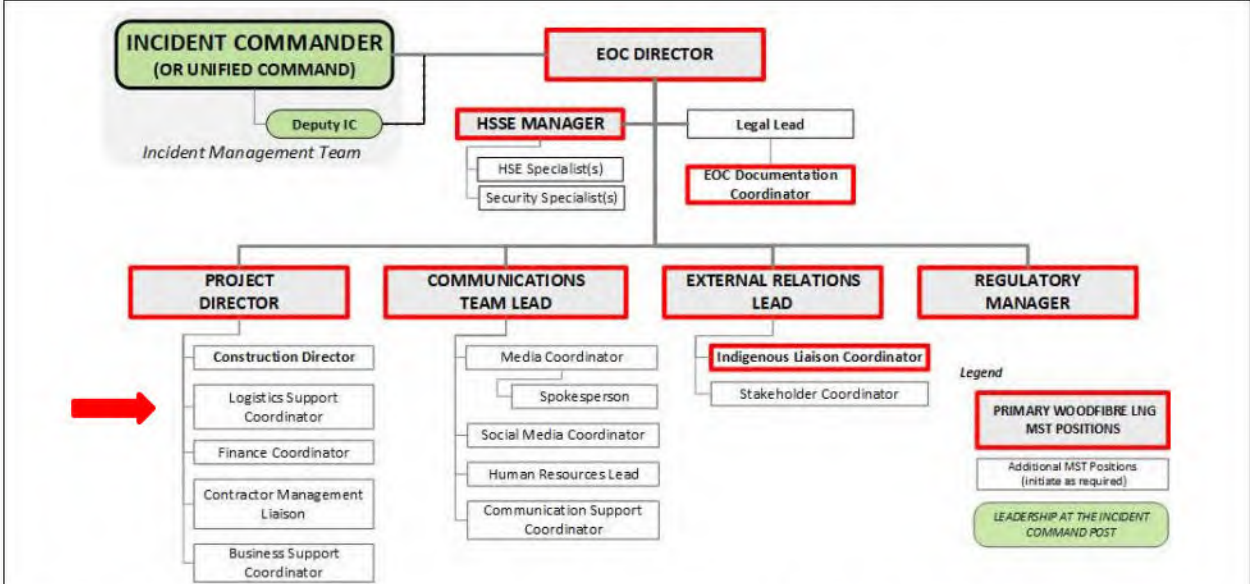 INCIDENT COMMANDER
(OR UNIFIED COMMAND)
Deputy IC
Incident Management Team
EOC DIRECTOR
HSSE MANAGER
HSE Specialist(s)
Security Specialist(s)
Legal Lead
EOC Documentation
Coordinator
PROJECT
DIRECTOR
Construction Director
Logistics Support
Coordinator
Finance Coordinator
Contractor Management
Liaison
Business Support
Coordinator
COMMUNICATIONS
TEAM LEAD
Media Coordinator
Spokesperson
Social Media Coordinator
Human Resources Lead
Communication Support
Coordinator
EXTERNAL RELATIONS
LEAD
Indigenous Liaison Coordinator
Stakeholder Coordinator
REGULATORY
MANAGER
Legend
PRIMARY WOODFIBRE LNG
MST POSITIONS
Additional MST Positions
(initiate as required)
LEADERSHIP AT THE INCIDENT
COMMAND POST